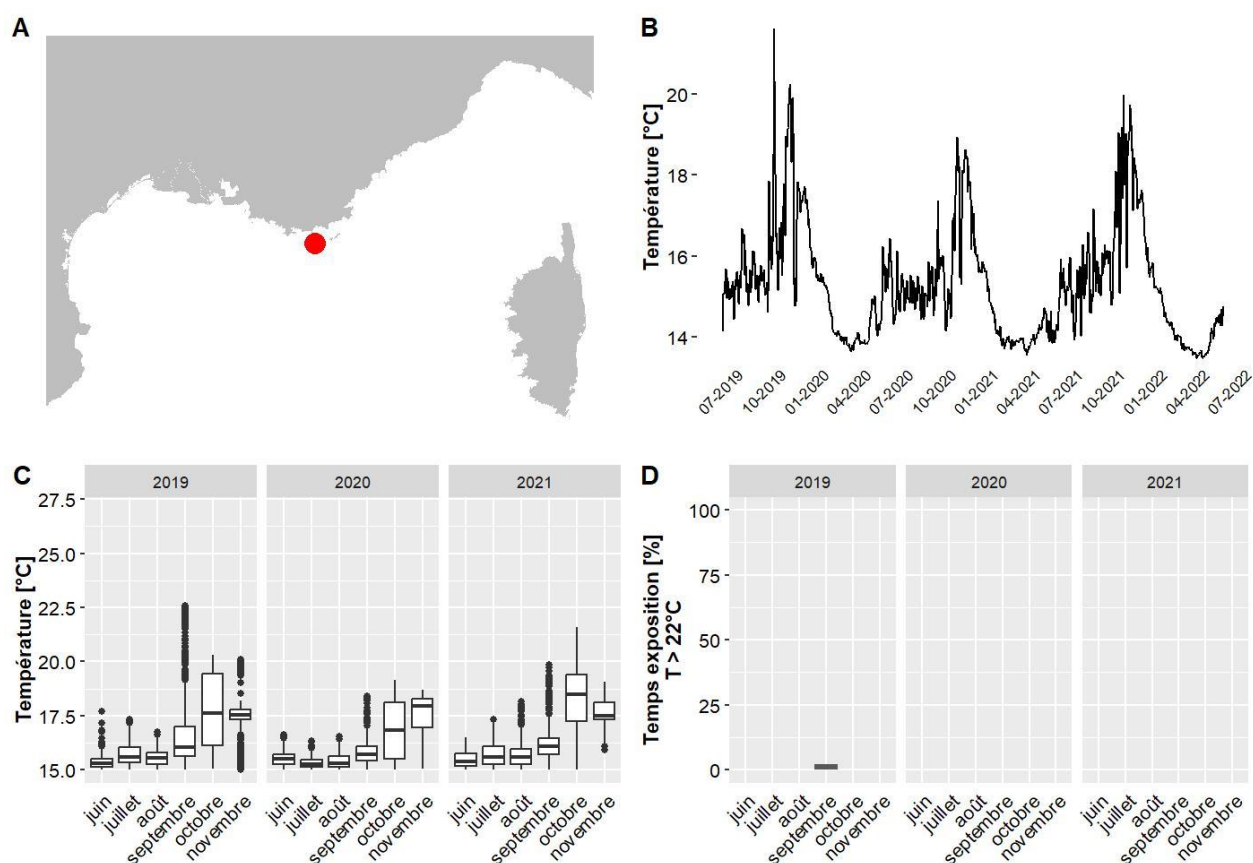 A
B
Température [°C]
20
18
16
14
07-2019
10-2019
01-2020
04-2020
07-2020
10-2020
01-2021
04-2021
07-2021
10-2021
01-2022
04-2022
07-2022
C
2019
2020
2021
Température [°C]
27.5
25.0
22.5
20.0
17.5
15.0
juin
juillet
août
septembre
octobre
novembre
juin
juillet
août
septembre
octobre
novembre
juin
juillet
août
septembre
octobre
novembre
D
2019
2020
2021
Temps exposition [%]
T > 22°C
100
75
50
25
0
juin
juillet
août
septembre
octobre
novembre
juin
juillet
août
septembre
octobre
novembre
juin
juillet
août
septembre
octobre
novembre